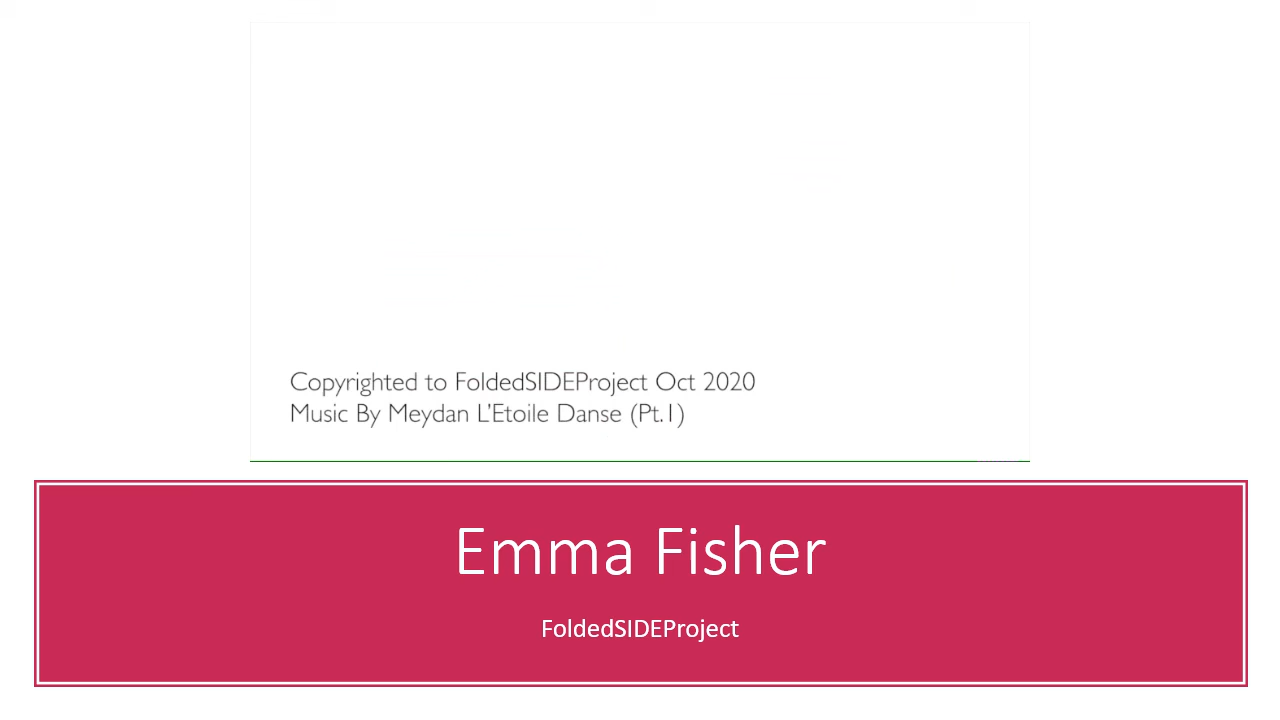 Copyrighted to FoldedSIDEProject Oct 2020
Music By Meydan L'Etoile Danse (Pt.1)
Emma Fisher
FoldedSIDEProject